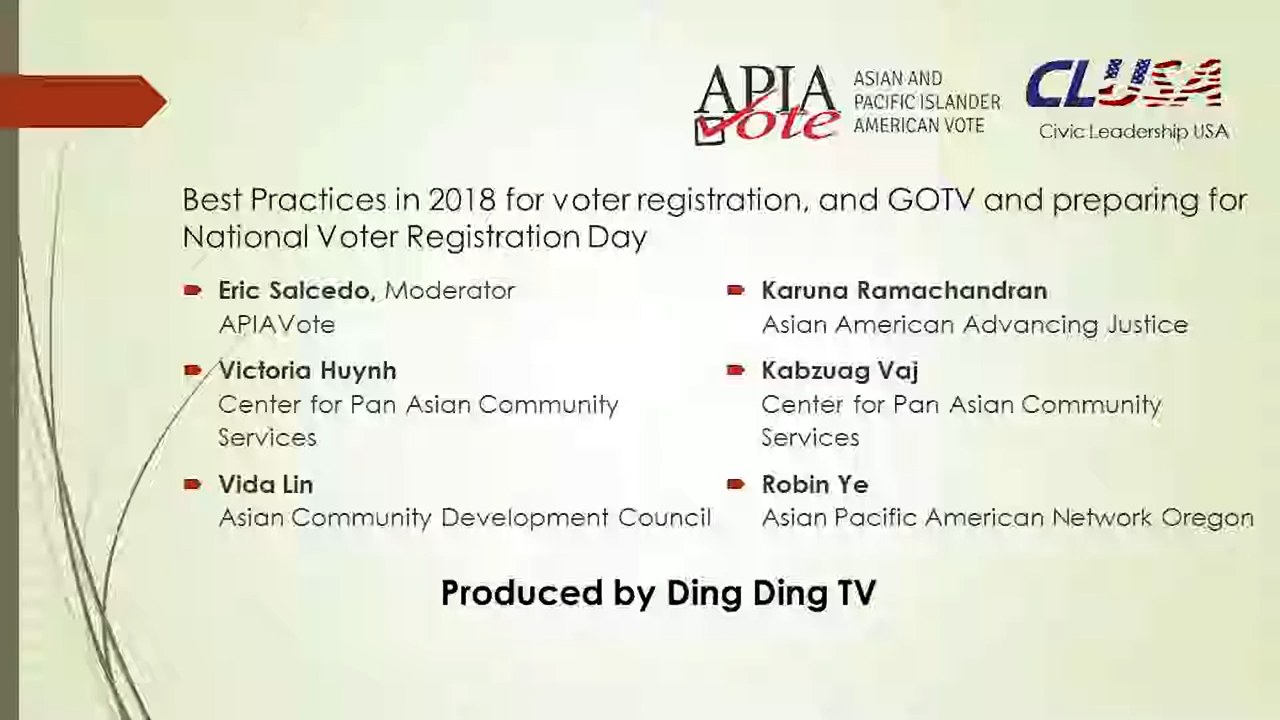 APIA
Vote
ASIAN AND
PACIFIC ISLANDER
AMERICAN VOTE
CLUSA
Civic Leadership USA
Best Practices in 2018 for voter registration, and GOTV and preparing for
National Voter Registration Day
Eric Salcedo, Moderator
APIAVote
Victoria Huynh
Center for Pan Asian Community
Services
Vida Lin
Asian Community Development Council
Karuna Ramachandran
Asian American Advancing Justice
Kabzuag Vaj
Center for Pan Asian Community
Services
Robin Ye
Asian Pacific American Network Oregon
Produced by Ding Ding TV